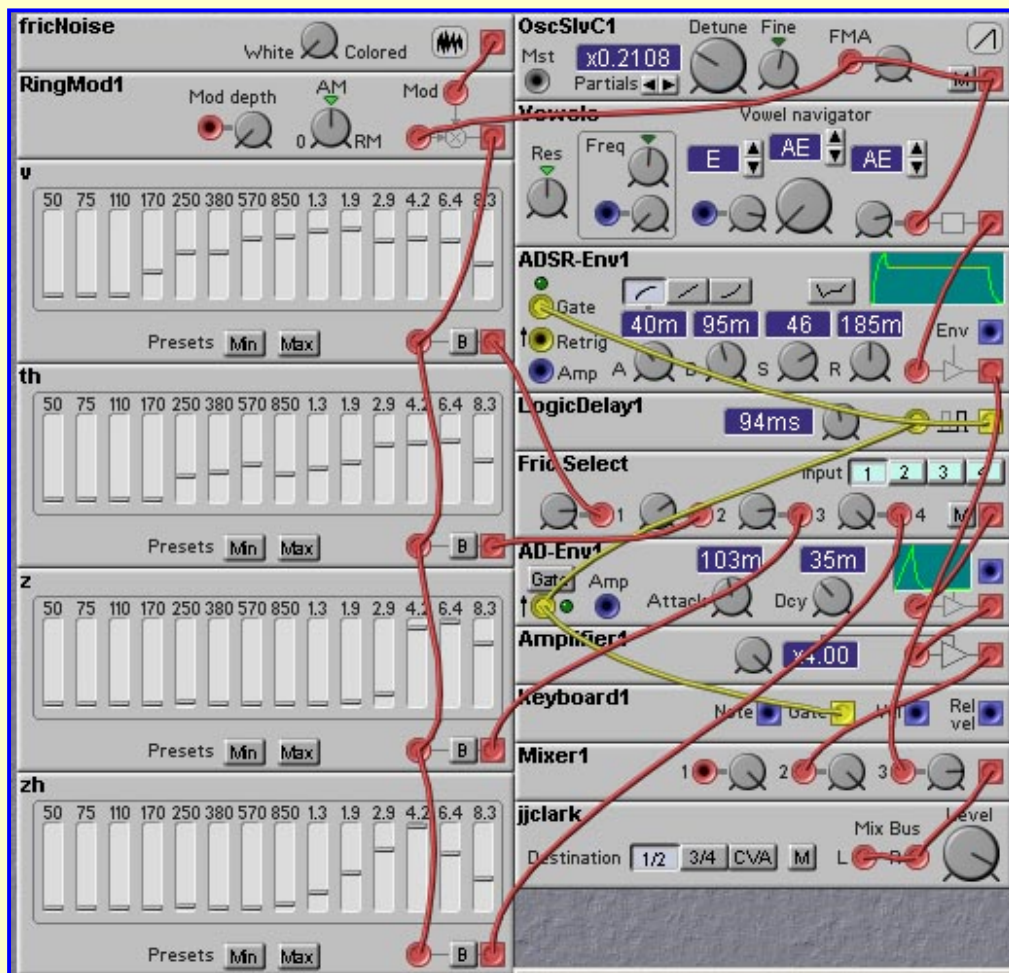 fricNoise
White Colored
RingMod1
Mod depth AM Mod
0 RM
v
50 75 110 170 250 380 570 850 1.3 1.9 2.9 4.2 6.4 8.3
Presets Min Max B
th
50 75 110 170 250 380 570 850 1.3 1.9 2.9 4.2 6.4 8.3
Presets Min Max B
z
50 75 110 170 250 380 570 850 1.3 1.9 2.9 4.2 6.4 8.3
Presets Min Max B
zh
50 75 110 170 250 380 570 850 1.3 1.9 2.9 4.2 6.4 8.3
Presets Min Max B
OscSlvC1 Detune Fine FMA
Mst x0.2108
Partials M
Vowels Vowel navigator
Res Freq E AE AE
ADSR-Env1
Gate
40m 95m 46 185m Env
Retrig
Amp A D S R
LogicDelay1
94ms
Fric Select Input 1 2 3 4
1 2 3 4 M
AD-Env1 103m 35m
Gate Amp
Attack Dcy
Amplifier1
x4.00
Keyboard1 Note Gate Rel
vel
Mixer1
1 2 3
jjclark Level
Mix Bus
Destination 1/2 3/4 CVA M L R